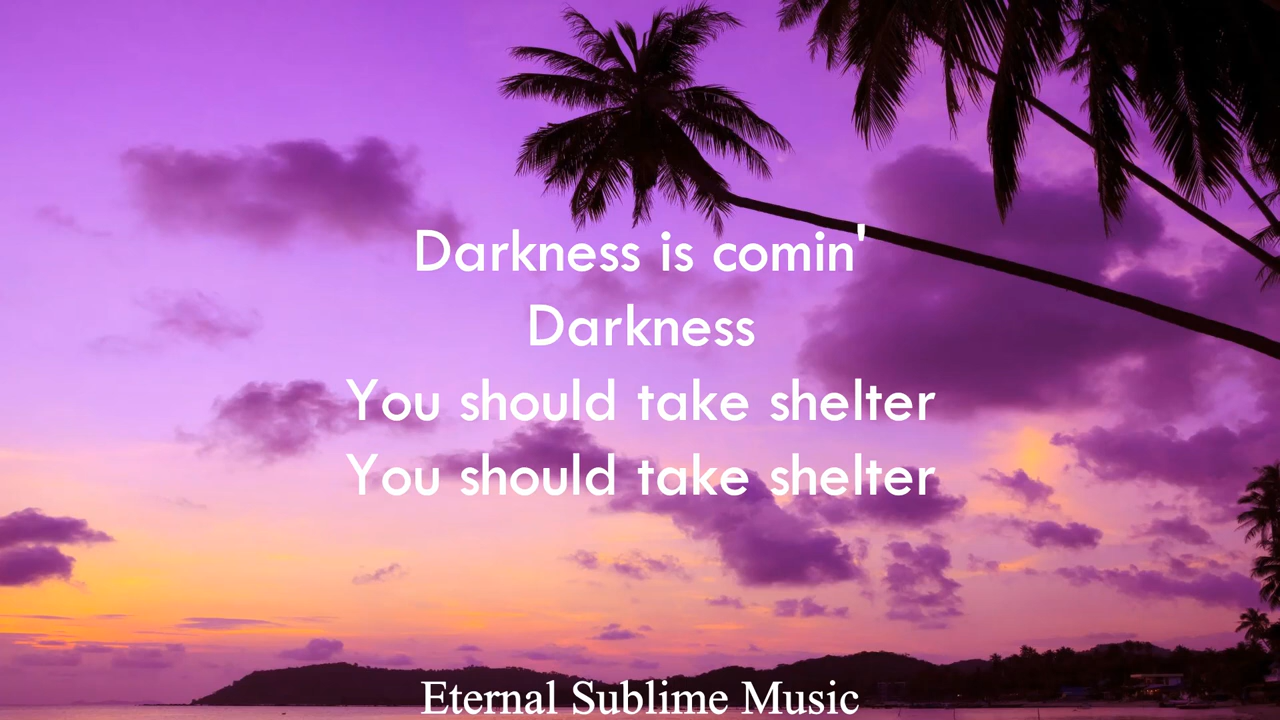 Darkness is comin'
Darkness
You should take shelter
You should take shelter
Eternal Sublime Music